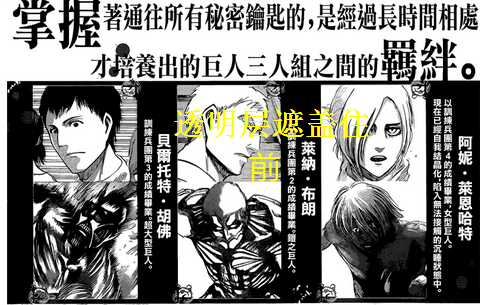 掌握著通往所有秘密鑰匙的,是經過長時間相處
才培養出的巨人三人組之間的羈絆。
透明层遮盖住
前
阿妮·萊恩哈特
以訓練兵團第4的成績畢業,女型巨人。
現在已經自我結晶化,陷入無法接觸的沉睡狀態中。
萊納·布朗
訓練兵團第2的成績畢業。鎧之巨人。
貝爾托特·胡佛
訓練兵團第3的成績畢業。超大型巨人。